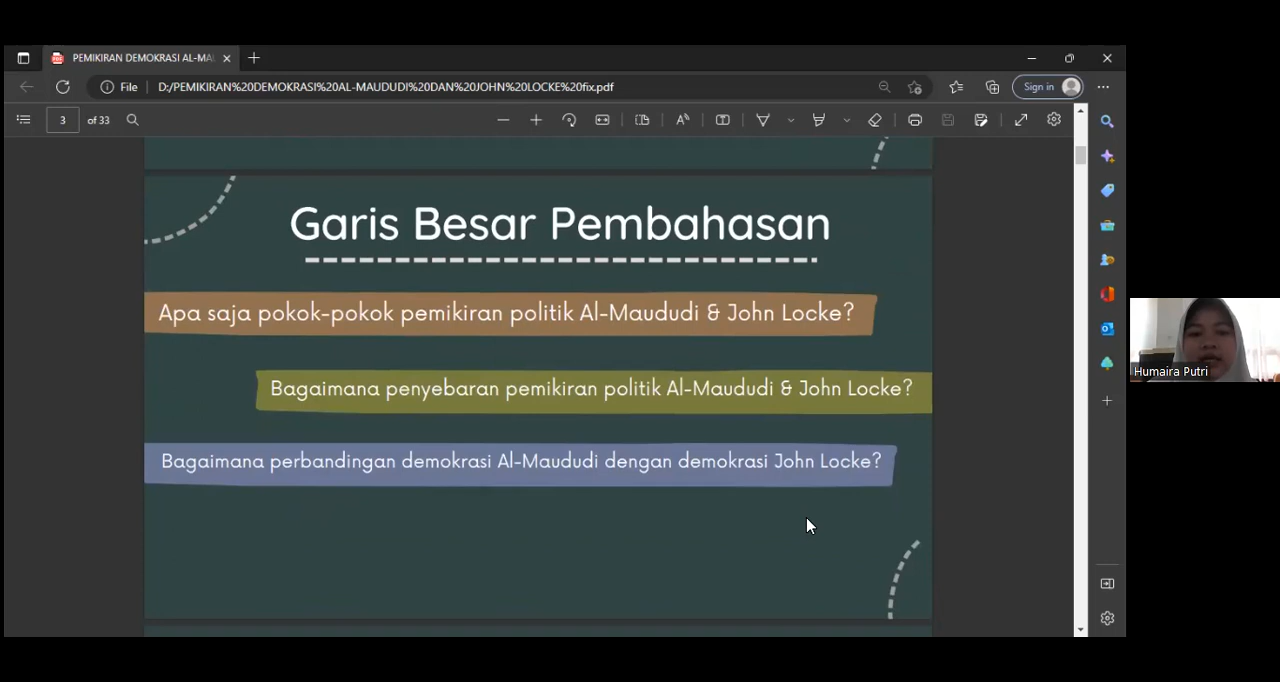 PEMIKIRAN DEMOKRASI AL-MA
File
D:/PEMIKIRAN%20DEMOKRASI%20AL-MAUDUDI%20DAN%20JOHN%20LOCKE%20fix.pdf
Sign in
3 of 33
Garis Besar Pembahasan
Apa saja pokok-pokok pemikiran politik Al-Maududi & John Locke?
Bagaimana penyebaran pemikiran politik Al-Maududi & John Locke?
Bagaimana perbandingan demokrasi Al-Maududi dengan demokrasi John Locke?
Humaira Putri